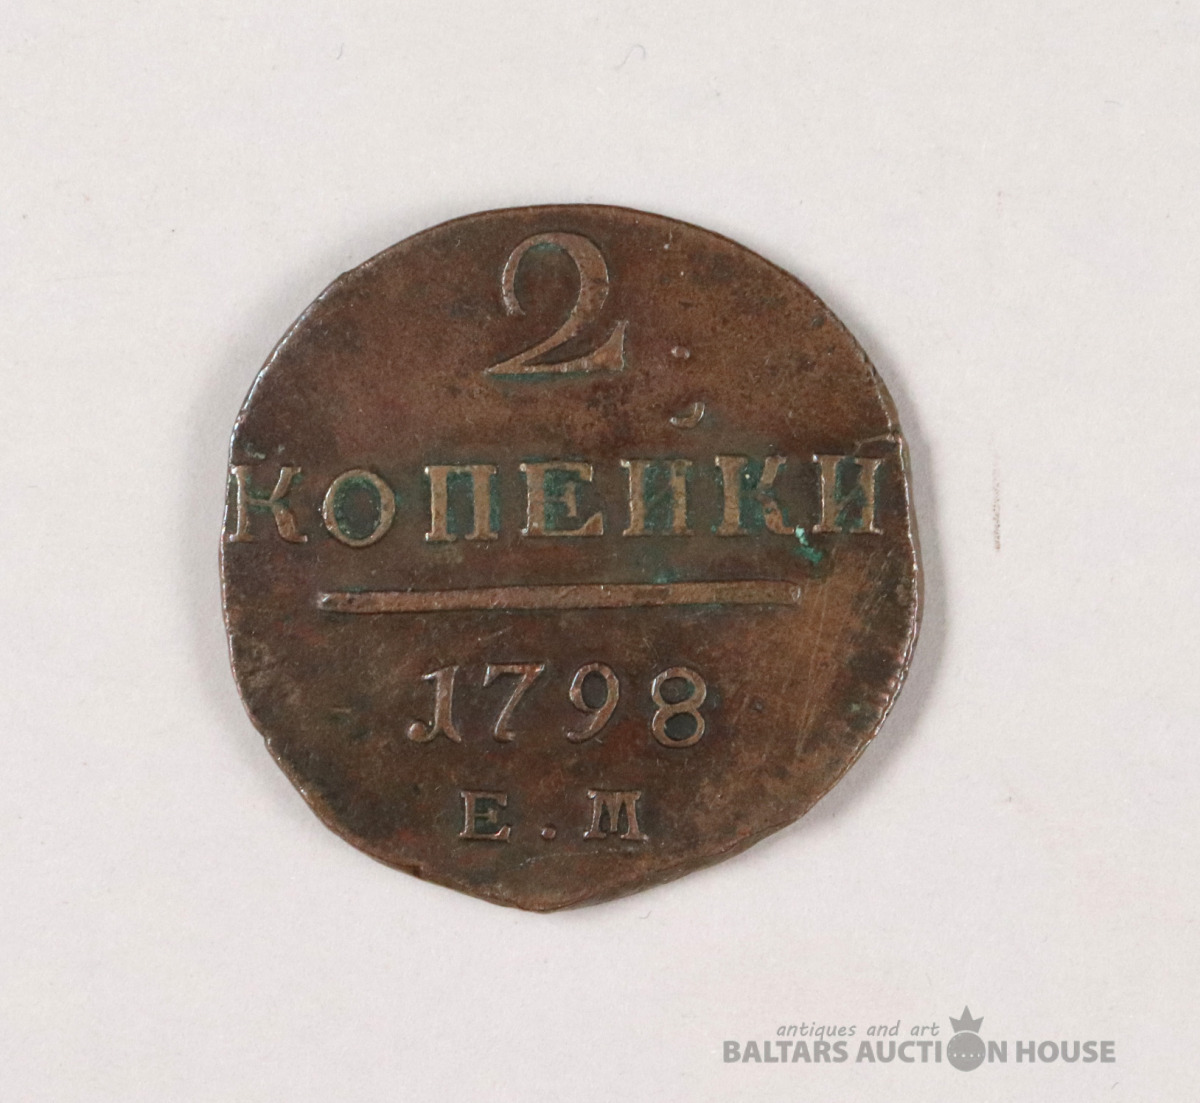 2
КОПЕЙКИ
1798
Е.М
antiques and art
BALTARS AUCTION HOUSE